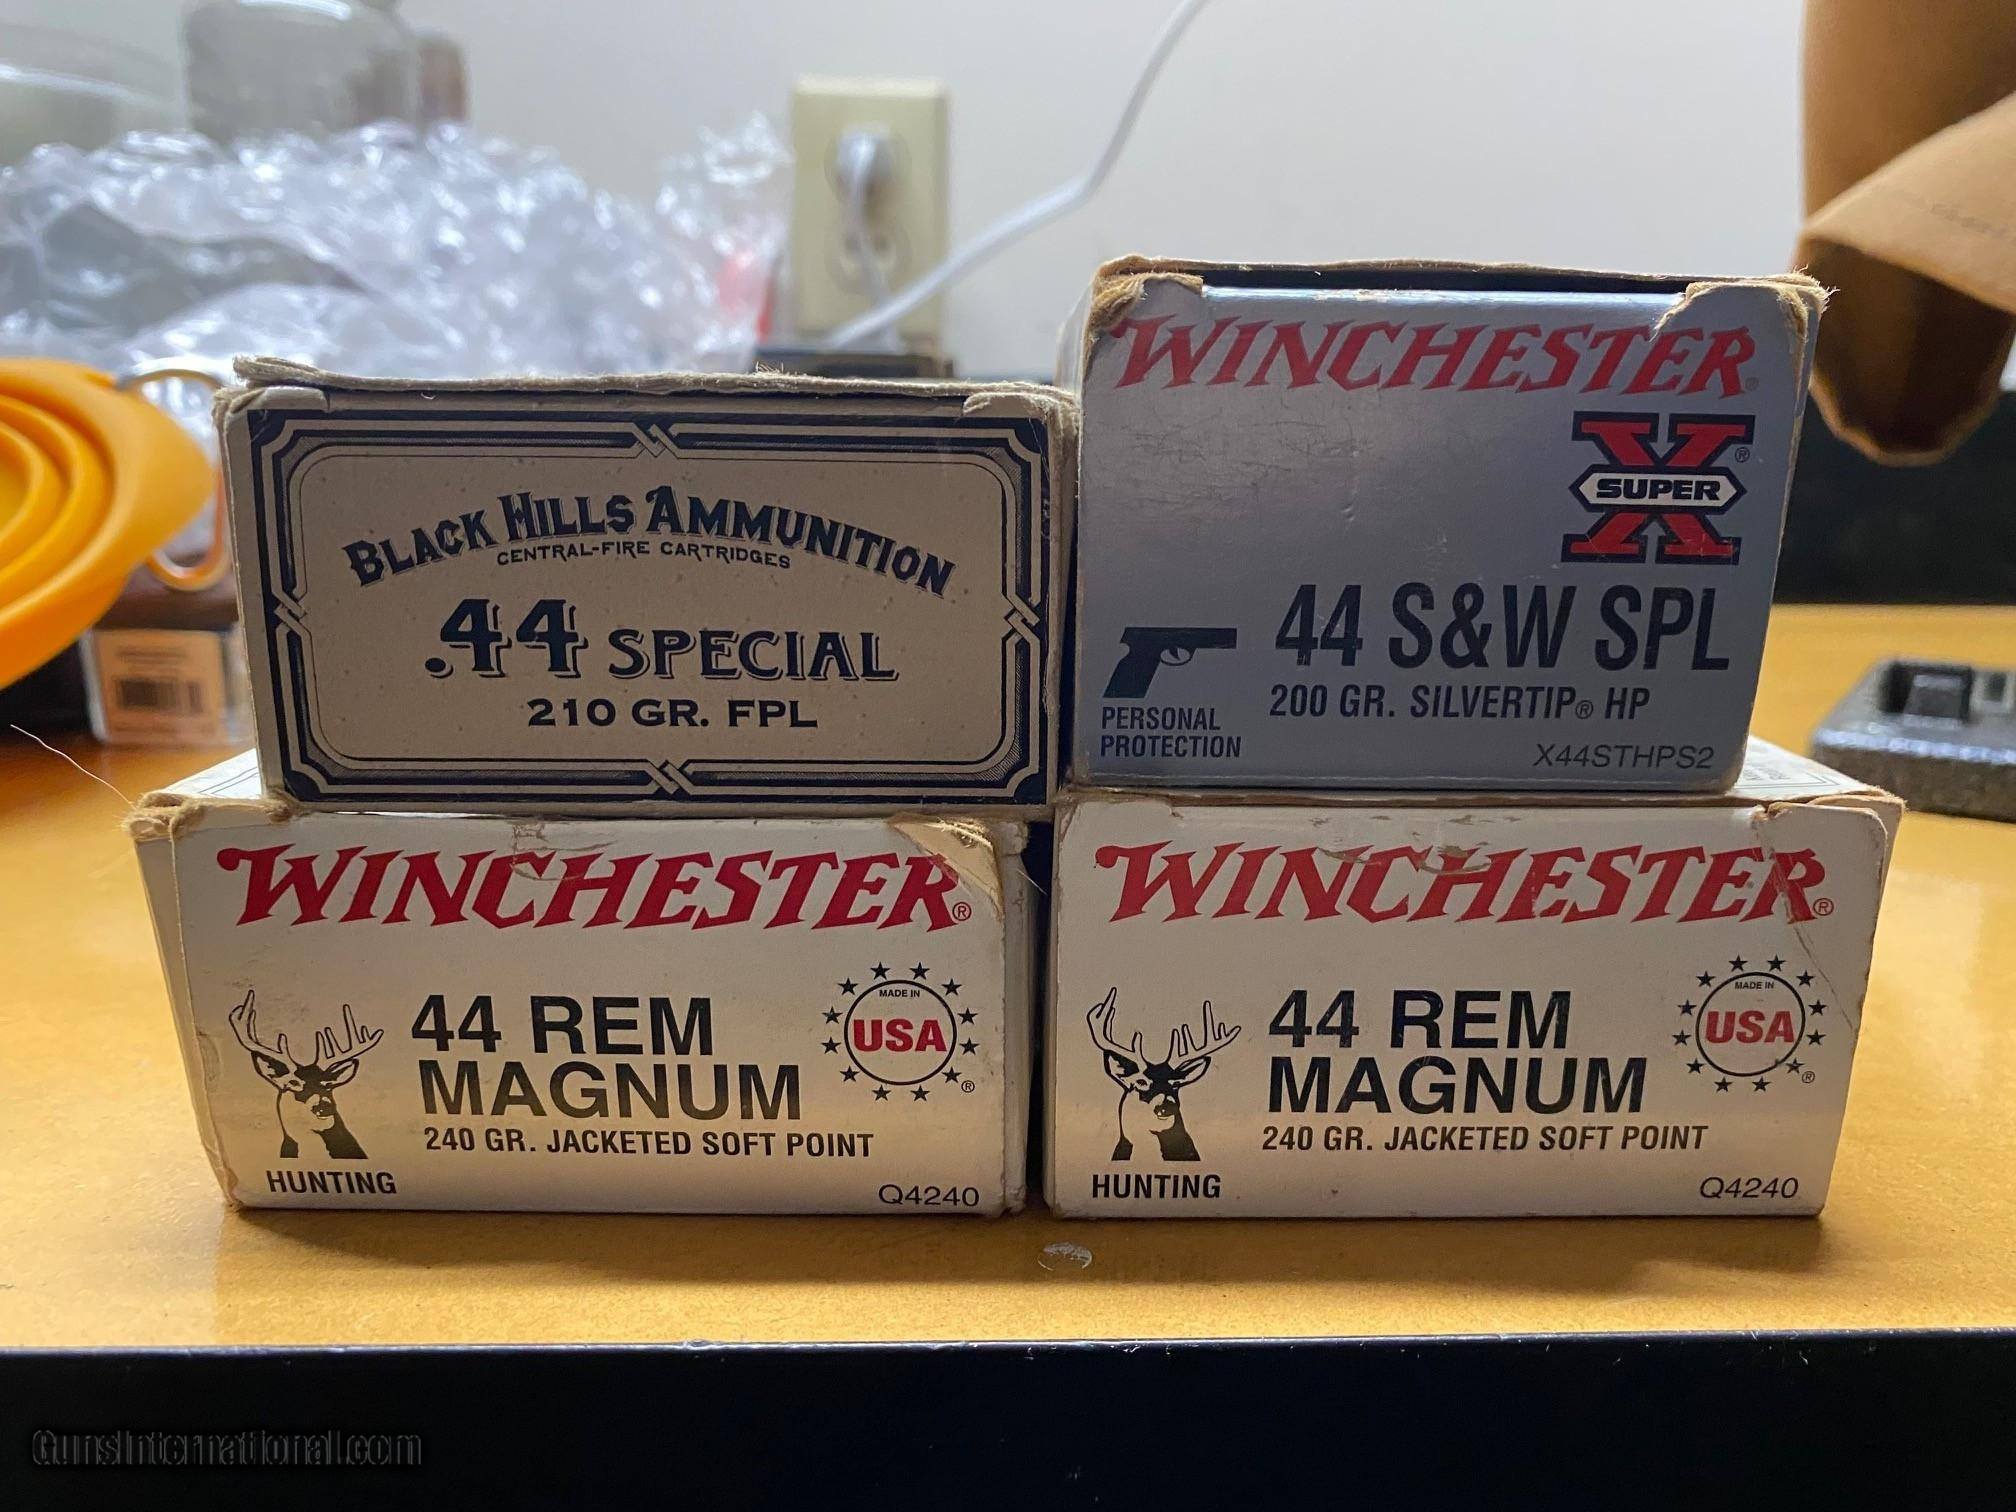 BLACK HILLS AMMUNITION
CENTRAL-FIRE CARTRIDGES
.44 SPECIAL
210 GR. FPL
WINCHESTER®
X®
SUPER
44 S&W SPL
200 GR. SILVERTIP® HP
PERSONAL
PROTECTION
X44STHPS2
WINCHESTER®
44 REM
MAGNUM
240 GR. JACKETED SOFT POINT
MADE IN
USA
®
HUNTING
Q4240
WINCHESTER®
44 REM
MAGNUM
240 GR. JACKETED SOFT POINT
MADE IN
USA
®
HUNTING
Q4240
GunsInternational.com